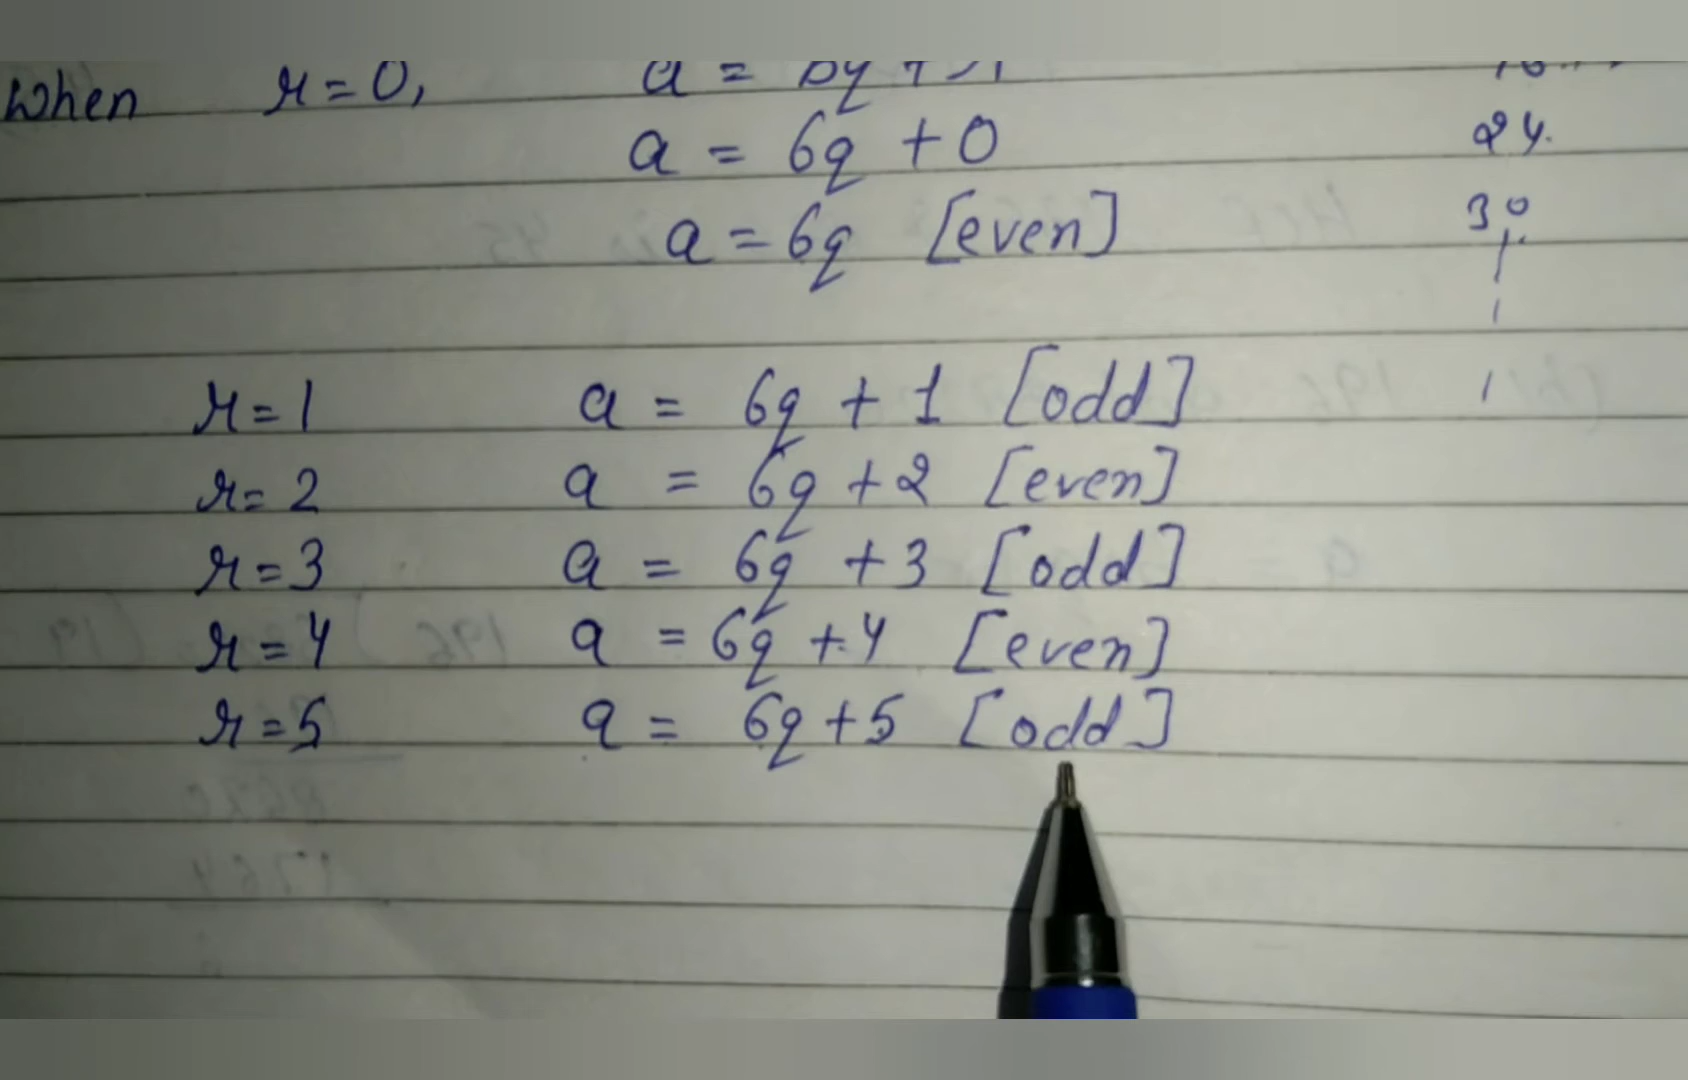 When r=0, a = bq + r
a = 6q + 0
24.
a = 6q [even]
30
r=1 a = 6q + 1 [odd]
r=2 a = 6q + 2 [even]
r=3 a = 6q + 3 [odd]
r=4 a = 6q + 4 [even]
r=5 a = 6q + 5 [odd]